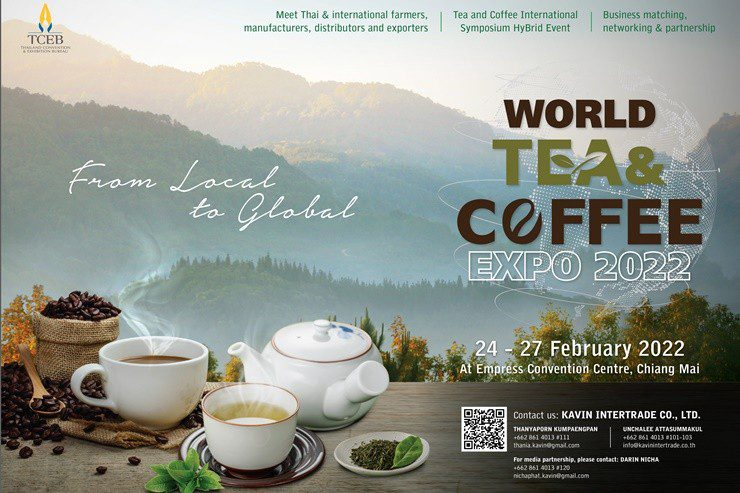 TCEB
THAILAND CONVENTION
& EXHIBITION BUREAU
Meet Thai & international farmers,
manufacturers, distributors and exporters
Tea and Coffee International
Symposium HyBrid Event
Business matching,
networking & partnership
From Local
to Global
WORLD
TEA&
COFFEE
EXPO 2022
24 - 27 February 2022
At Empress Convention Centre, Chiang Mai
Contact us: KAVIN INTERTRADE CO., LTD.
THANYAPORN KUMPAENGPAN
+662 861 4013 #111
thania.kavin@gmail.com
UNCHALEE ATTASUMMAKUL
+662 861 4013 #101-103
info@kavinintertrade.co.th
For media partnership, please contact: DARIN NICHA
+662 861 4013 #120
nichaphat.kavin@gmail.com